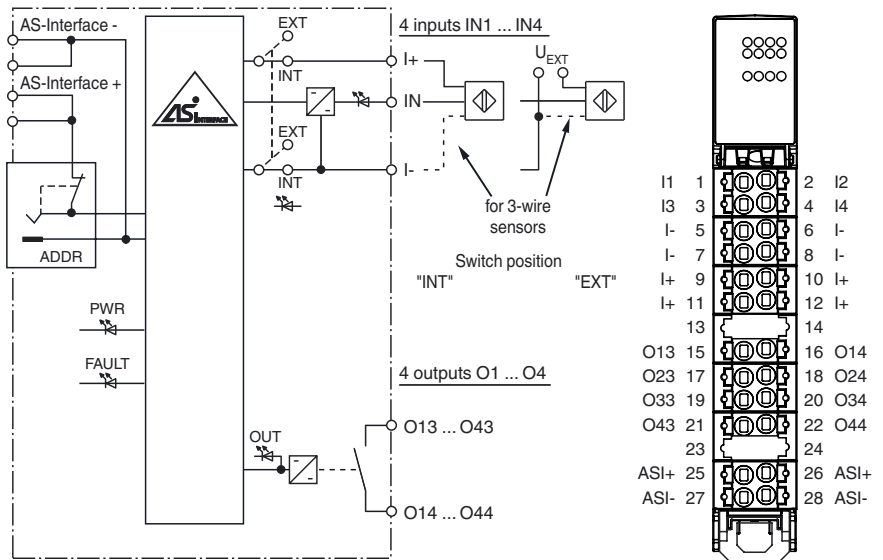 AS-Interface -
AS-Interface +
ADDR
PWR
FAULT
ASi
INTERFACE
EXT
INT
EXT
INT
OUT
4 inputs IN1 ... IN4
I+
IN
I-
UEXT
for 3-wire
sensors
Switch position
"INT" "EXT"
4 outputs O1 ... O4
O13 ... O43
O14 ... O44
I1 1 2 I2
I3 3 4 I4
I- 5 6 I-
I- 7 8 I-
I+ 9 10 I+
I+ 11 12 I+
13 14
O13 15 16 O14
O23 17 18 O24
O33 19 20 O34
O43 21 22 O44
23 24
ASI+ 25 26 ASI+
ASI- 27 28 ASI-